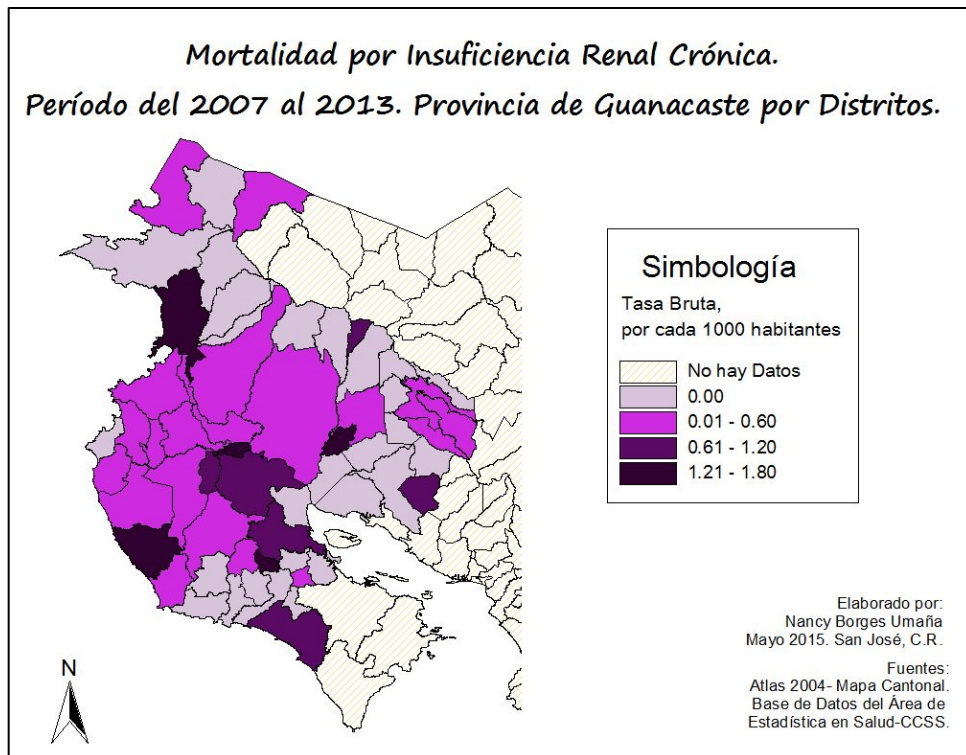 Mortalidad por Insuficiencia Renal Crónica.
Período del 2007 al 2013. Provincia de Guanacaste por Distritos.
Simbología
Tasa Bruta,
por cada 1000 habitantes
No hay Datos
0.00
0.01 - 0.60
0.61 - 1.20
1.21 - 1.80
Elaborado por:
Nancy Borges Umaña
Mayo 2015. San José, C.R.
Fuentes:
Atlas 2004- Mapa Cantonal.
Base de Datos del Área de
Estadística en Salud-CCSS.
N